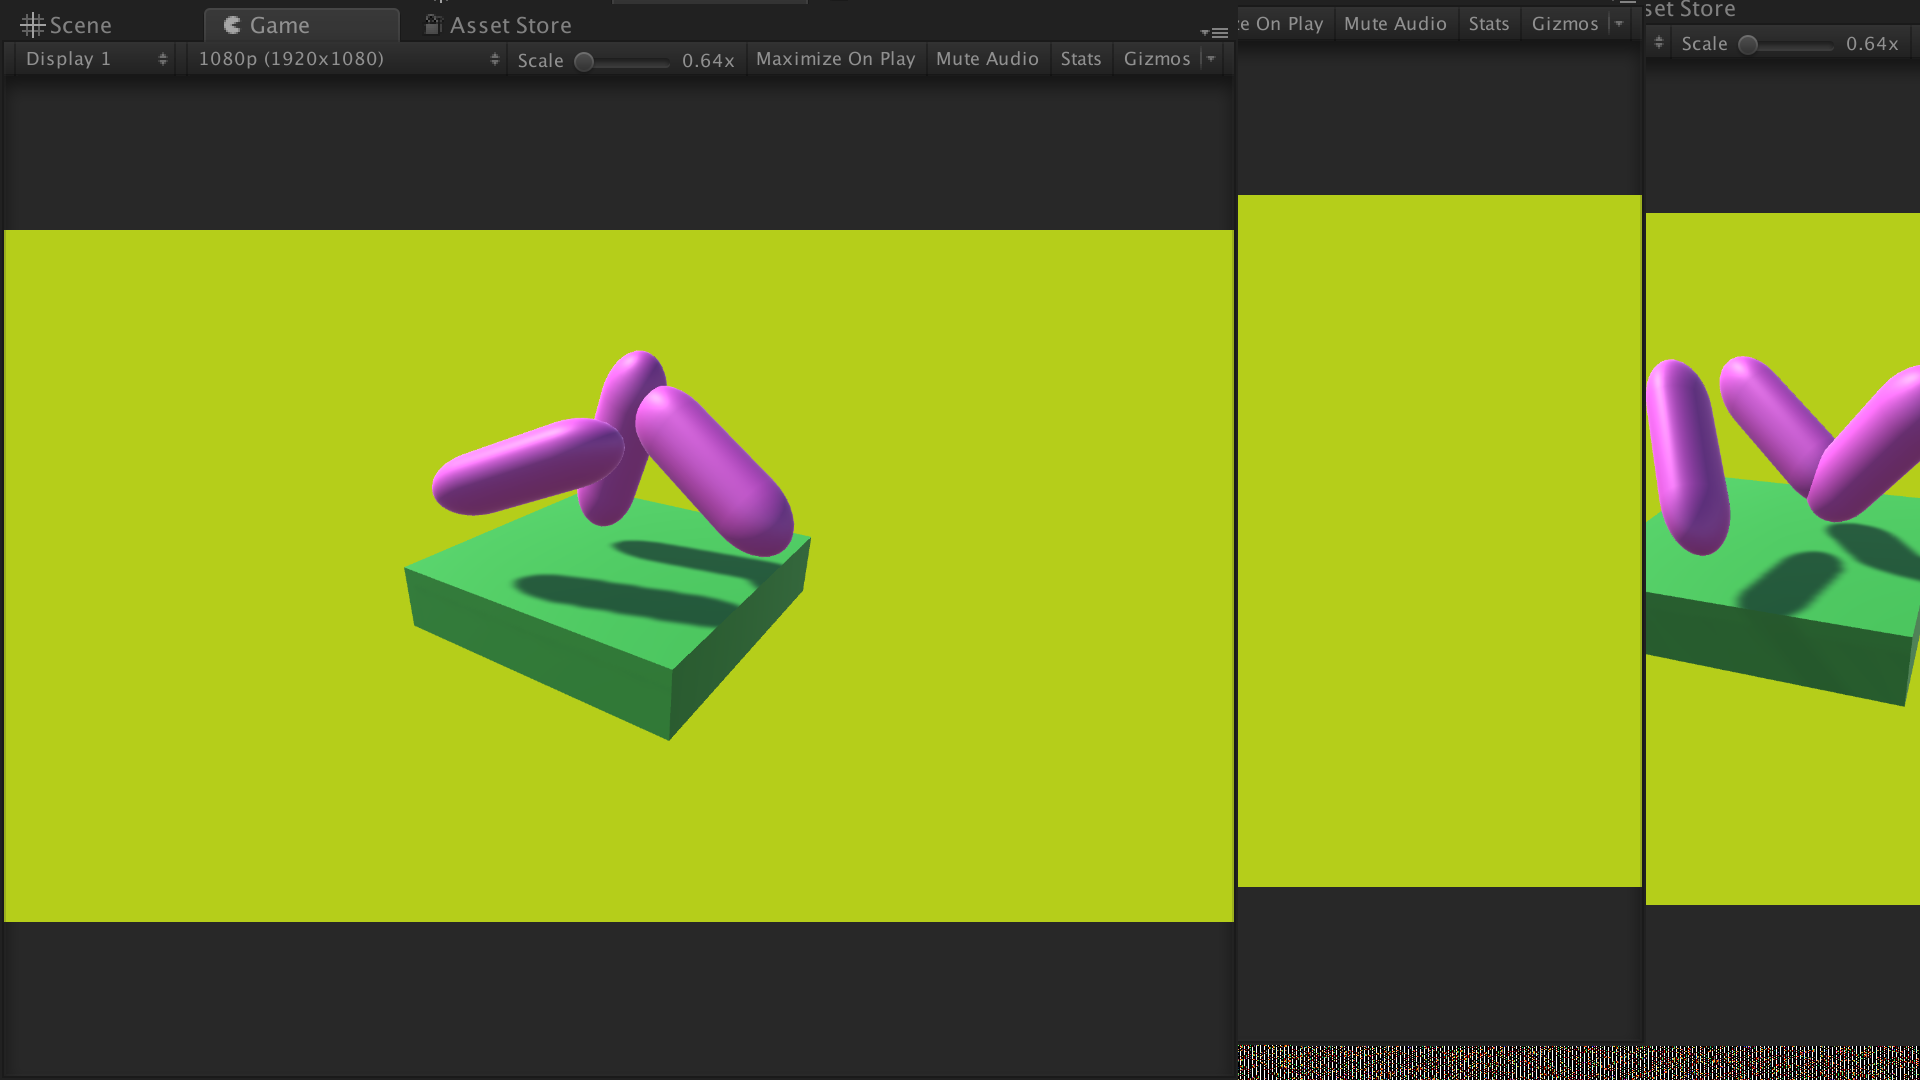 Scene Game Asset Store
Display 1 1080p (1920x1080) Scale 0.64x Maximize On Play Mute Audio Stats Gizmos
On Play Mute Audio Stats Gizmos
Store
Scale 0.64x